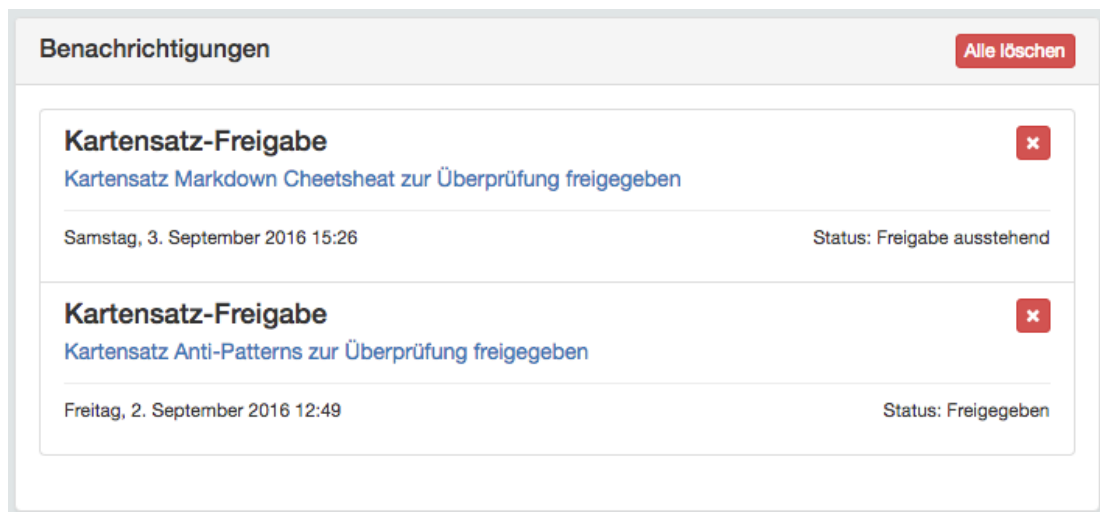 Benachrichtigungen
Alle löschen
Kartensatz-Freigabe
Kartensatz Markdown Cheetsheat zur Überprüfung freigegeben
Samstag, 3. September 2016 15:26
Status: Freigabe ausstehend
Kartensatz-Freigabe
Kartensatz Anti-Patterns zur Überprüfung freigegeben
Freitag, 2. September 2016 12:49
Status: Freigegeben